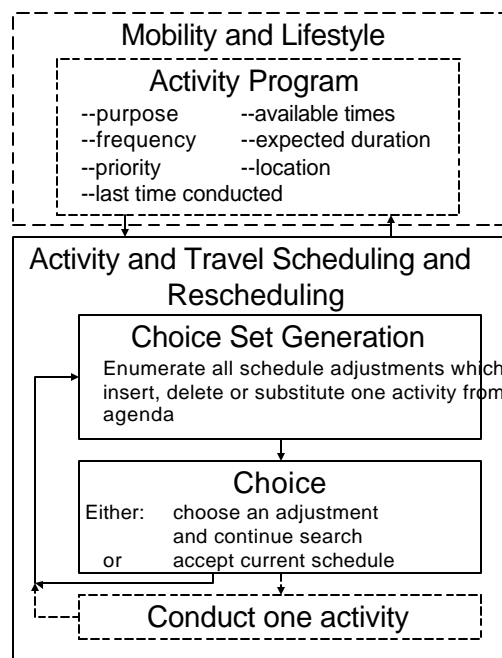 Mobility and Lifestyle
Activity Program
--purpose --available times
--frequency --expected duration
--priority --location
--last time conducted
Activity and Travel Scheduling and
Rescheduling
Choice Set Generation
Enumerate all schedule adjustments which
insert, delete or substitute one activity from
agenda
Choice
Either: choose an adjustment
and continue search
or accept current schedule
Conduct one activity